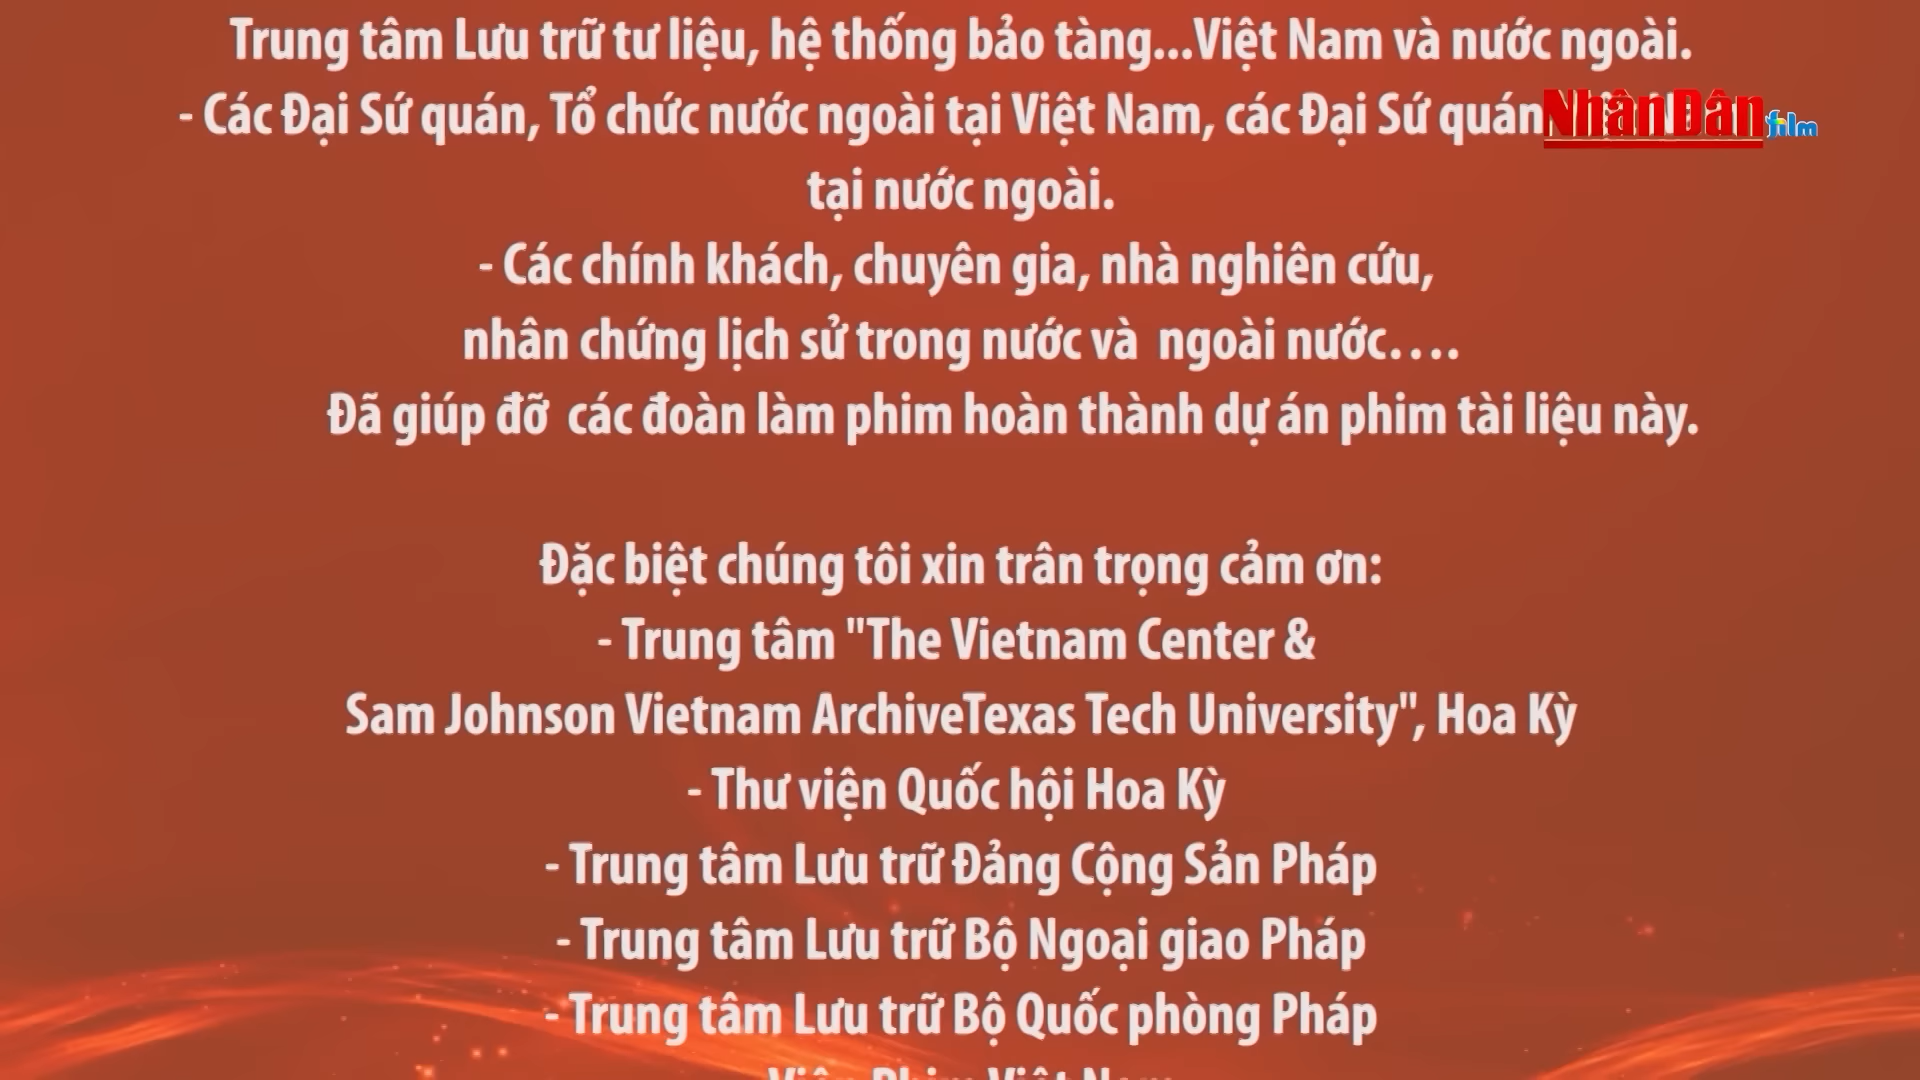 Trung tâm Lưu trữ tư liệu, hệ thống bảo tàng...Việt Nam và nước ngoài.
- Các Đại Sứ quán, Tổ chức nước ngoài tại Việt Nam, các Đại Sứ quán
NhânDân film
tại nước ngoài.
- Các chính khách, chuyên gia, nhà nghiên cứu,
nhân chứng lịch sử trong nước và  ngoài nước….
Đã giúp đỡ  các đoàn làm phim hoàn thành dự án phim tài liệu này.
Đặc biệt chúng tôi xin trân trọng cảm ơn:
- Trung tâm "The Vietnam Center &
Sam Johnson Vietnam ArchiveTexas Tech University", Hoa Kỳ
- Thư viện Quốc hội Hoa Kỳ
- Trung tâm Lưu trữ Đảng Cộng Sản Pháp
- Trung tâm Lưu trữ Bộ Ngoại giao Pháp
- Trung tâm Lưu trữ Bộ Quốc phòng Pháp
Viện Phim Việt Nam